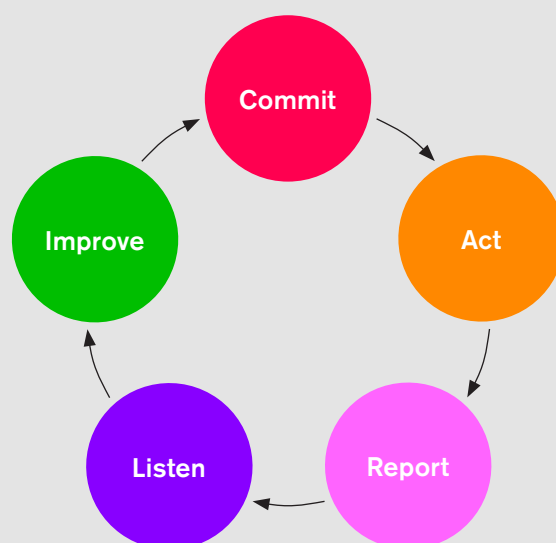 Commit
Act
Report
Listen
Improve